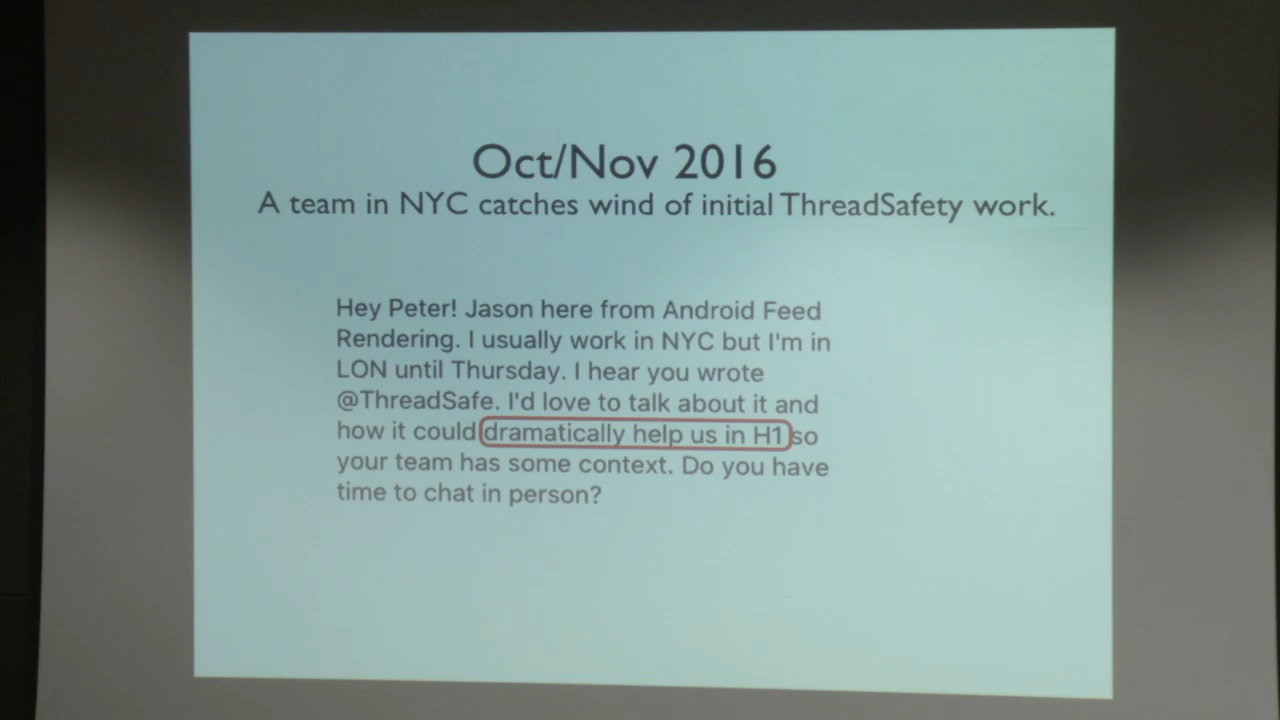 Oct/Nov 2016
A team in NYC catches wind of initial ThreadSafety work.
Hey Peter! Jason here from Android Feed
Rendering. I usually work in NYC but I'm in
LON until Thursday. I hear you wrote
@ThreadSafe. I'd love to talk about it and
how it could dramatically help us in H1 so
your team has some context. Do you have
time to chat in person?